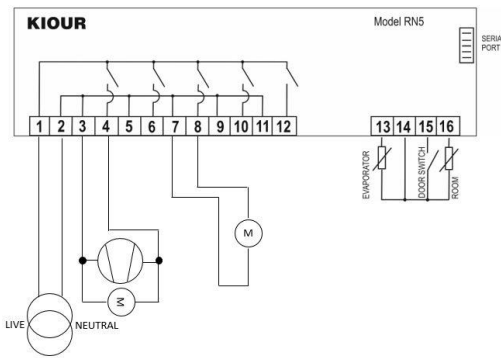 KIOUR
Model RN5
SERIA
PORT
1 2 3 4 5 6 7 8 9 10 11 12
13 14 15 16
EVAPORATOR
DOOR SWITCH
ROOM
M
M
LIVE
NEUTRAL